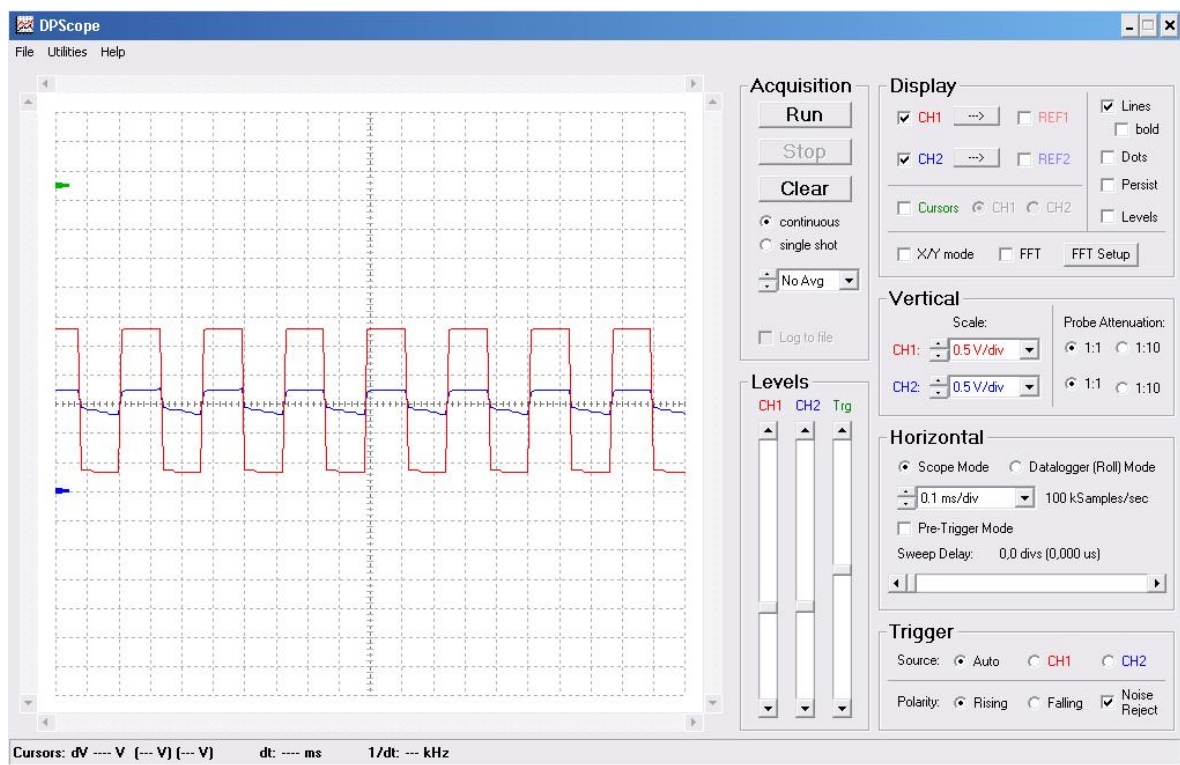 DPScope
File Utilities Help
Acquisition
Run
Stop
Clear
continuous
single shot
No Avg
Log to file
Levels
CH1 CH2 Trg
Display
CH1 ---> REF1
CH2 ---> REF2
Cursors CH1 CH2
X/Y mode FFT FFT Setup
Lines
bold
Dots
Persist
Levels
Vertical
Scale: Probe Attenuation:
CH1: 0.5 V/div 1:1 1:10
CH2: 0.5 V/div 1:1 1:10
Horizontal
Scope Mode Datalogger (Roll) Mode
0.1 ms/div 100 kSamples/sec
Pre-Trigger Mode
Sweep Delay: 0,0 divs (0,000 us)
Trigger
Source: Auto CH1 CH2
Polarity: Rising Falling Noise Reject
Cursors: dV ---- V (--- V) (--- V) dt: ---- ms 1/dt: --- kHz